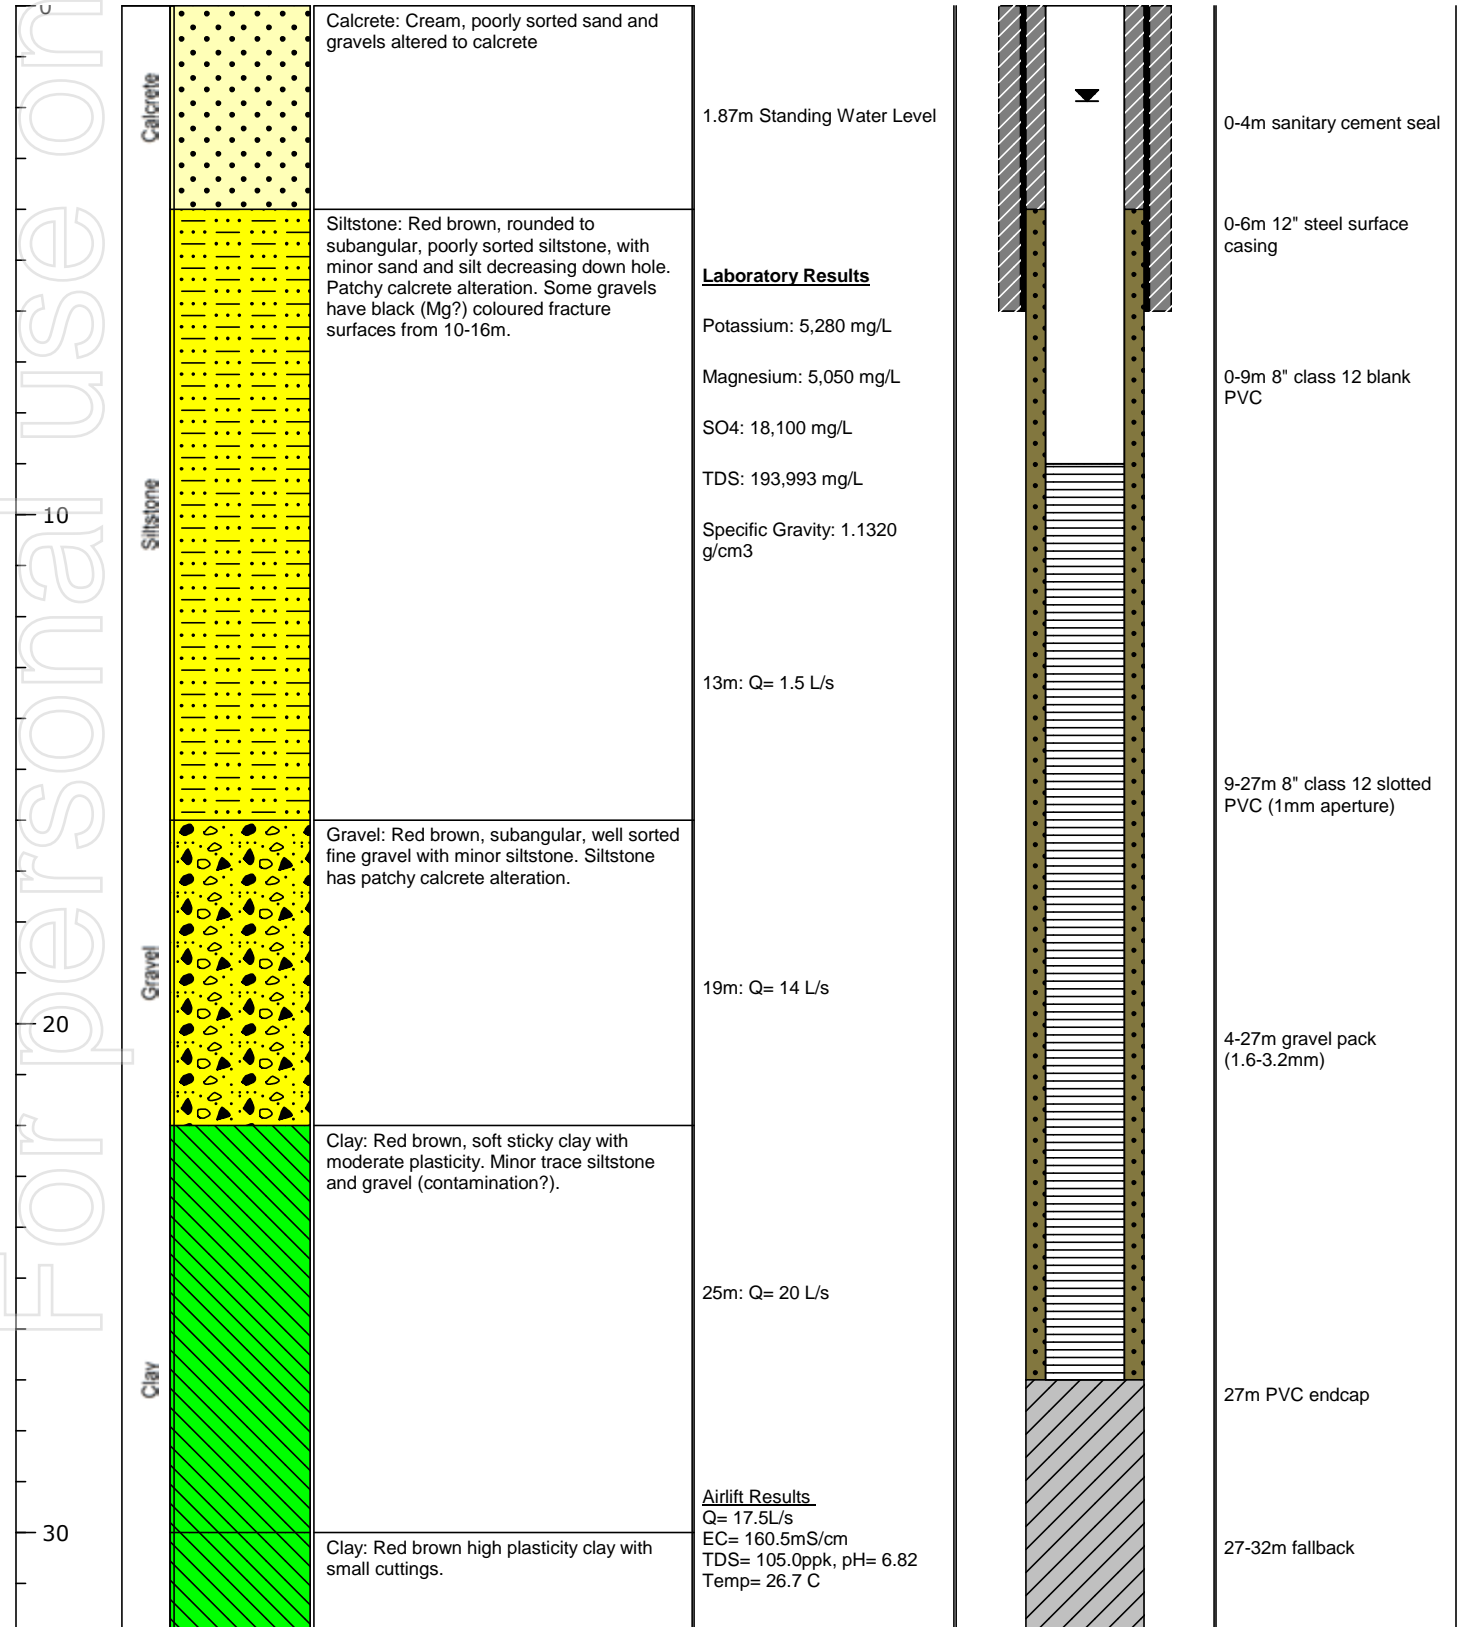 For personal use on
0
10
20
30
Calcrete
Siltstone
Gravel
Clay
Calcrete: Cream, poorly sorted sand and
gravels altered to calcrete
Siltstone: Red brown, rounded to
subangular, poorly sorted siltstone, with
minor sand and silt decreasing down hole.
Patchy calcrete alteration. Some gravels
have black (Mg?) coloured fracture
surfaces from 10-16m.
Gravel: Red brown, subangular, well sorted
fine gravel with minor siltstone. Siltstone
has patchy calcrete alteration.
Clay: Red brown, soft sticky clay with
moderate plasticity. Minor trace siltstone
and gravel (contamination?).
Clay: Red brown high plasticity clay with
small cuttings.
1.87m Standing Water Level
Laboratory Results
Potassium: 5,280 mg/L
Magnesium: 5,050 mg/L
SO4: 18,100 mg/L
TDS: 193,993 mg/L
Specific Gravity: 1.1320
g/cm3
13m: Q= 1.5 L/s
19m: Q= 14 L/s
25m: Q= 20 L/s
Airlift Results
Q= 17.5L/s
EC= 160.5mS/cm
TDS= 105.0ppk, pH= 6.82
Temp= 26.7 C
0-4m sanitary cement seal
0-6m 12" steel surface
casing
0-9m 8" class 12 blank
PVC
9-27m 8" class 12 slotted
PVC (1mm aperture)
4-27m gravel pack
(1.6-3.2mm)
27m PVC endcap
27-32m fallback